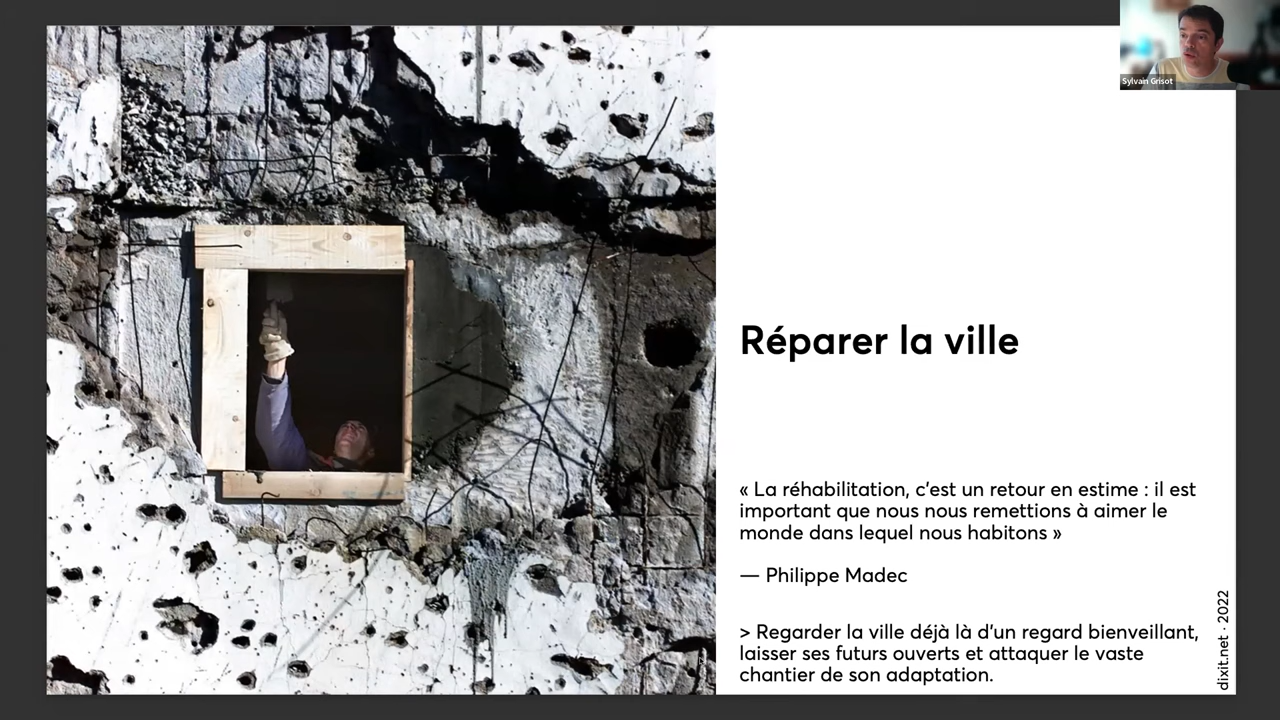 Sylvain Grisot
Réparer la ville
« La réhabilitation, c'est un retour en estime : il est
important que nous nous remettions à aimer le
monde dans lequel nous habitons »
— Philippe Madec
> Regarder la ville déjà là d'un regard bienveillant,
laisser ses futurs ouverts et attaquer le vaste
chantier de son adaptation.
dixit.net · 2022